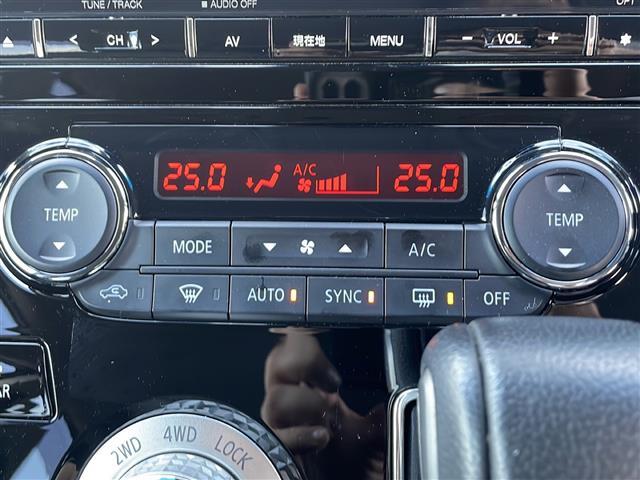 TUNE / TRACK
AUDIO OFF
< CH >
AV
現在地
MENU
− VOL +
25.0 A/C 25.0
TEMP
TEMP
MODE
A/C
AUTO
SYNC
OFF
2WD 4WD LOCK